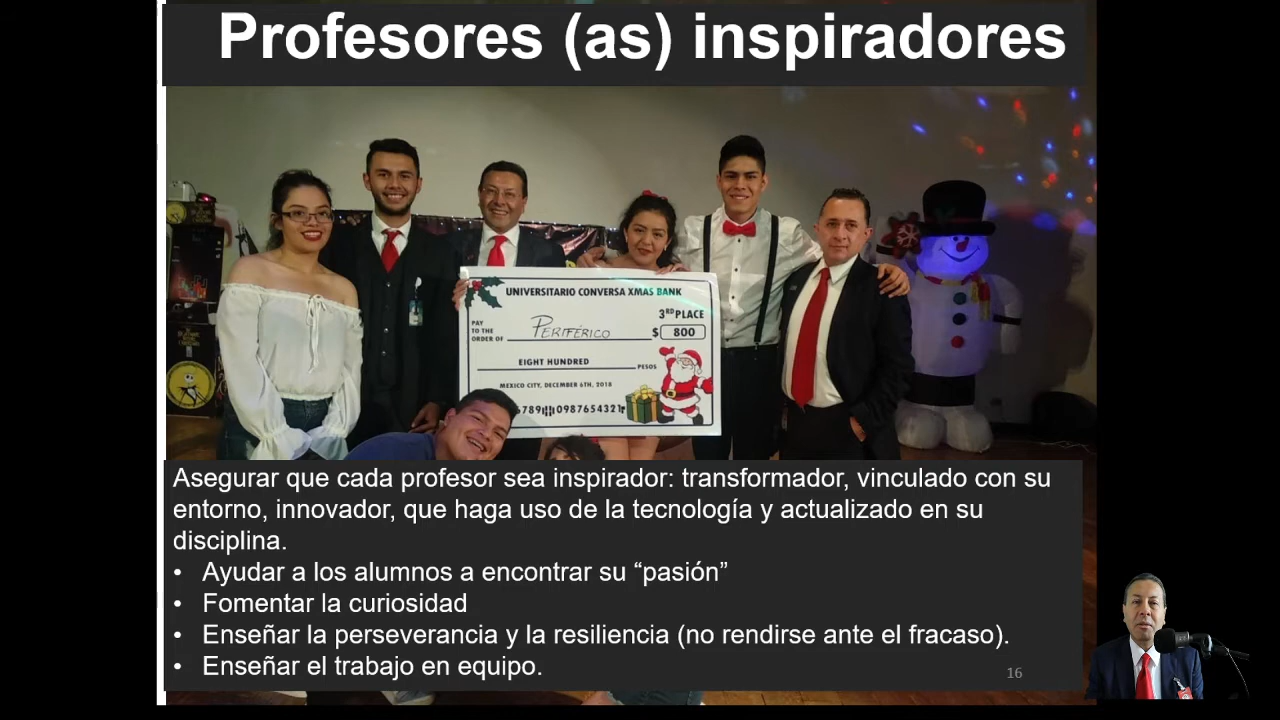 Profesores (as) inspiradores
UNIVERSITARIO CONVERSA XMAS BANK
3RD PLACE
PAY
TO THE
ORDER OF
PERIFÉRICO
$ 800
EIGHT HUNDRED
PESOS
MEXICO CITY, DECEMBER 6TH, 2018
789 098765432
Asegurar que cada profesor sea inspirador: transformador, vinculado con su
entorno, innovador, que haga uso de la tecnología y actualizado en su
disciplina.
• Ayudar a los alumnos a encontrar su “pasión”
• Fomentar la curiosidad
• Enseñar la perseverancia y la resiliencia (no rendirse ante el fracaso).
• Enseñar el trabajo en equipo.
16